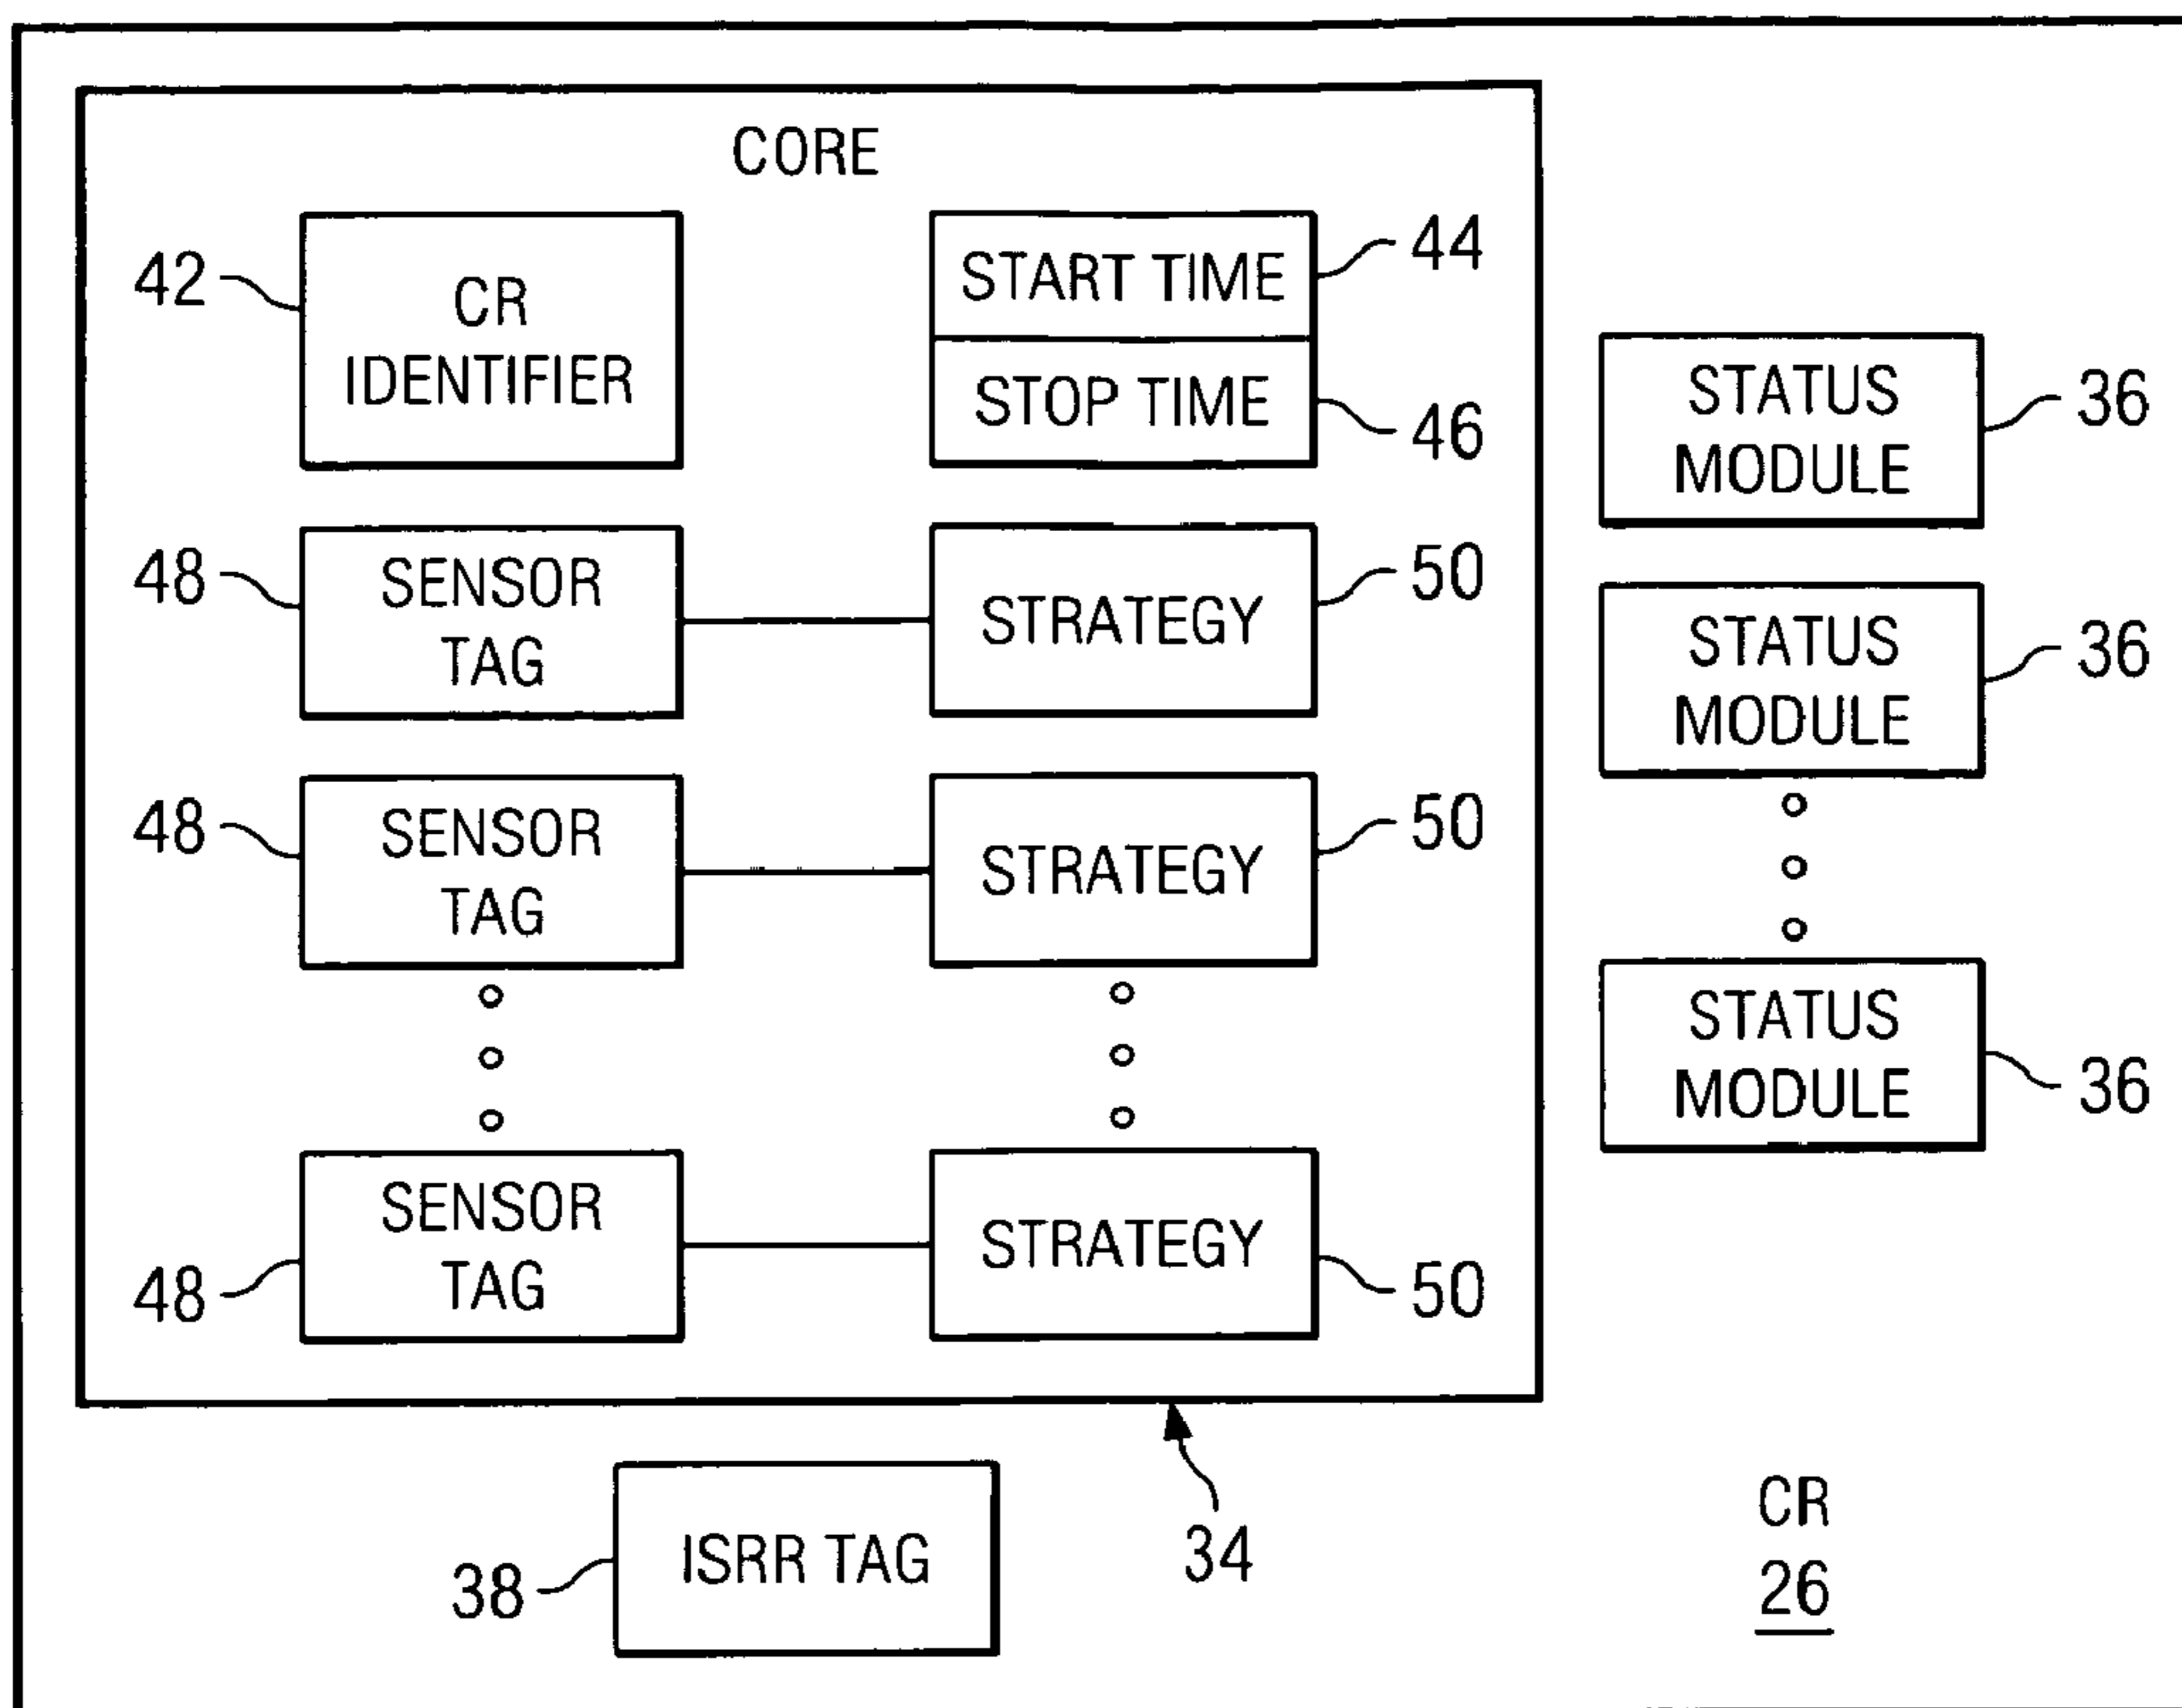 CORE
42
CR
IDENTIFIER
START TIME
44
STOP TIME
46
48
SENSOR
TAG
STRATEGY
50
48
SENSOR
TAG
STRATEGY
50
48
SENSOR
TAG
STRATEGY
50
STATUS
MODULE
36
STATUS
MODULE
36
STATUS
MODULE
36
38
ISRR TAG
34
CR
26